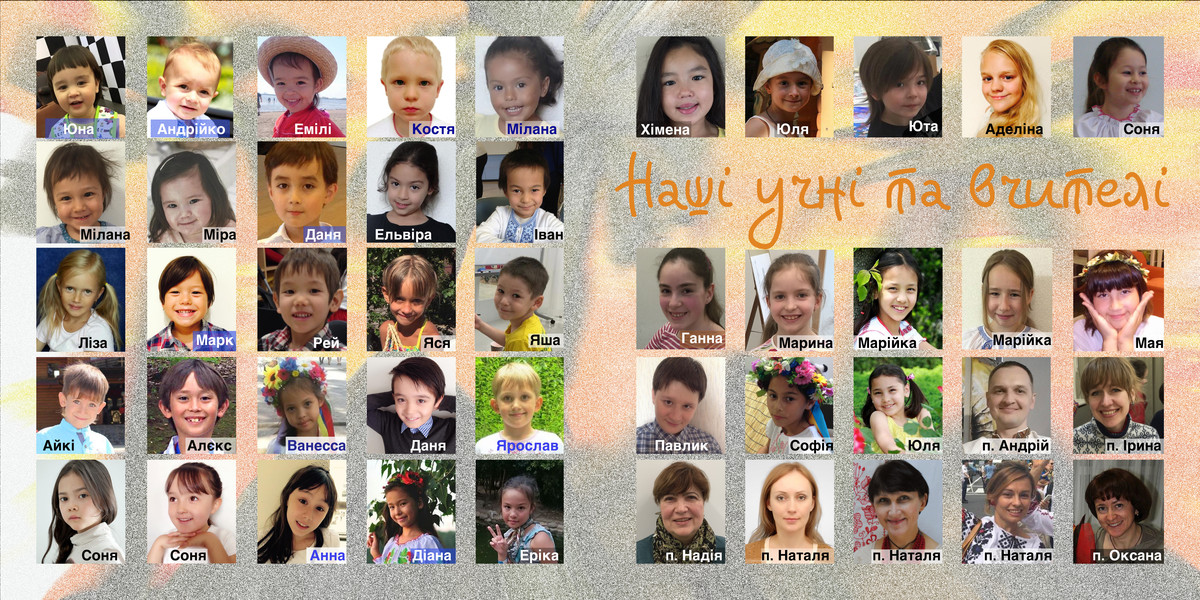 Юна
Андрійко
Емілі
Костя
Мілана
Мілана
Міра
Даня
Ельвіра
Іван
Ліза
Марк
Рей
Яся
Яша
Айкі
Алєкс
Ванесса
Даня
Ярослав
Соня
Соня
Анна
Діана
Еріка
Хімена
Юля
Юта
Аделіна
Соня
Наші учні та вчителі
Ганна
Марина
Марійка
Марійка
Мая
Павлик
Софія
Юля
п. Андрій
п. Ірина
п. Надія
п. Наталя
п. Наталя
п. Наталя
п. Оксана